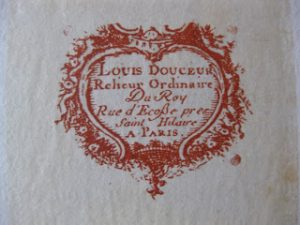 LOUIS DOUCEUR
Relieur Ordinaire
Du Roy
Rue d'Ecoße pres
Saint Hilaire
A PARIS.